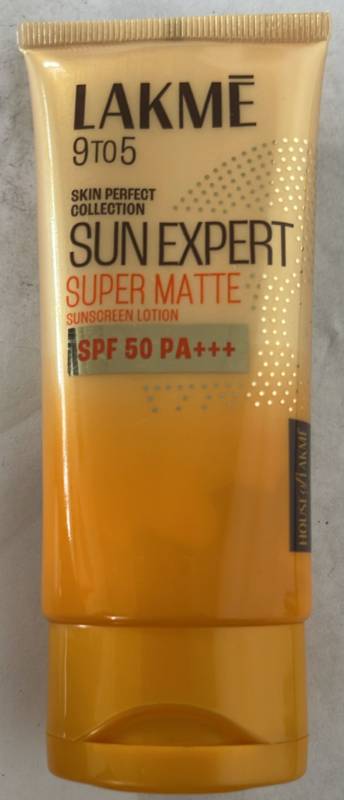 LAKMĒ
9TO5
SKIN PERFECT
COLLECTION
SUN EXPERT
SUPER MATTE
SUNSCREEN LOTION
SPF 50 PA+++
HOUSE of LAKMĒ